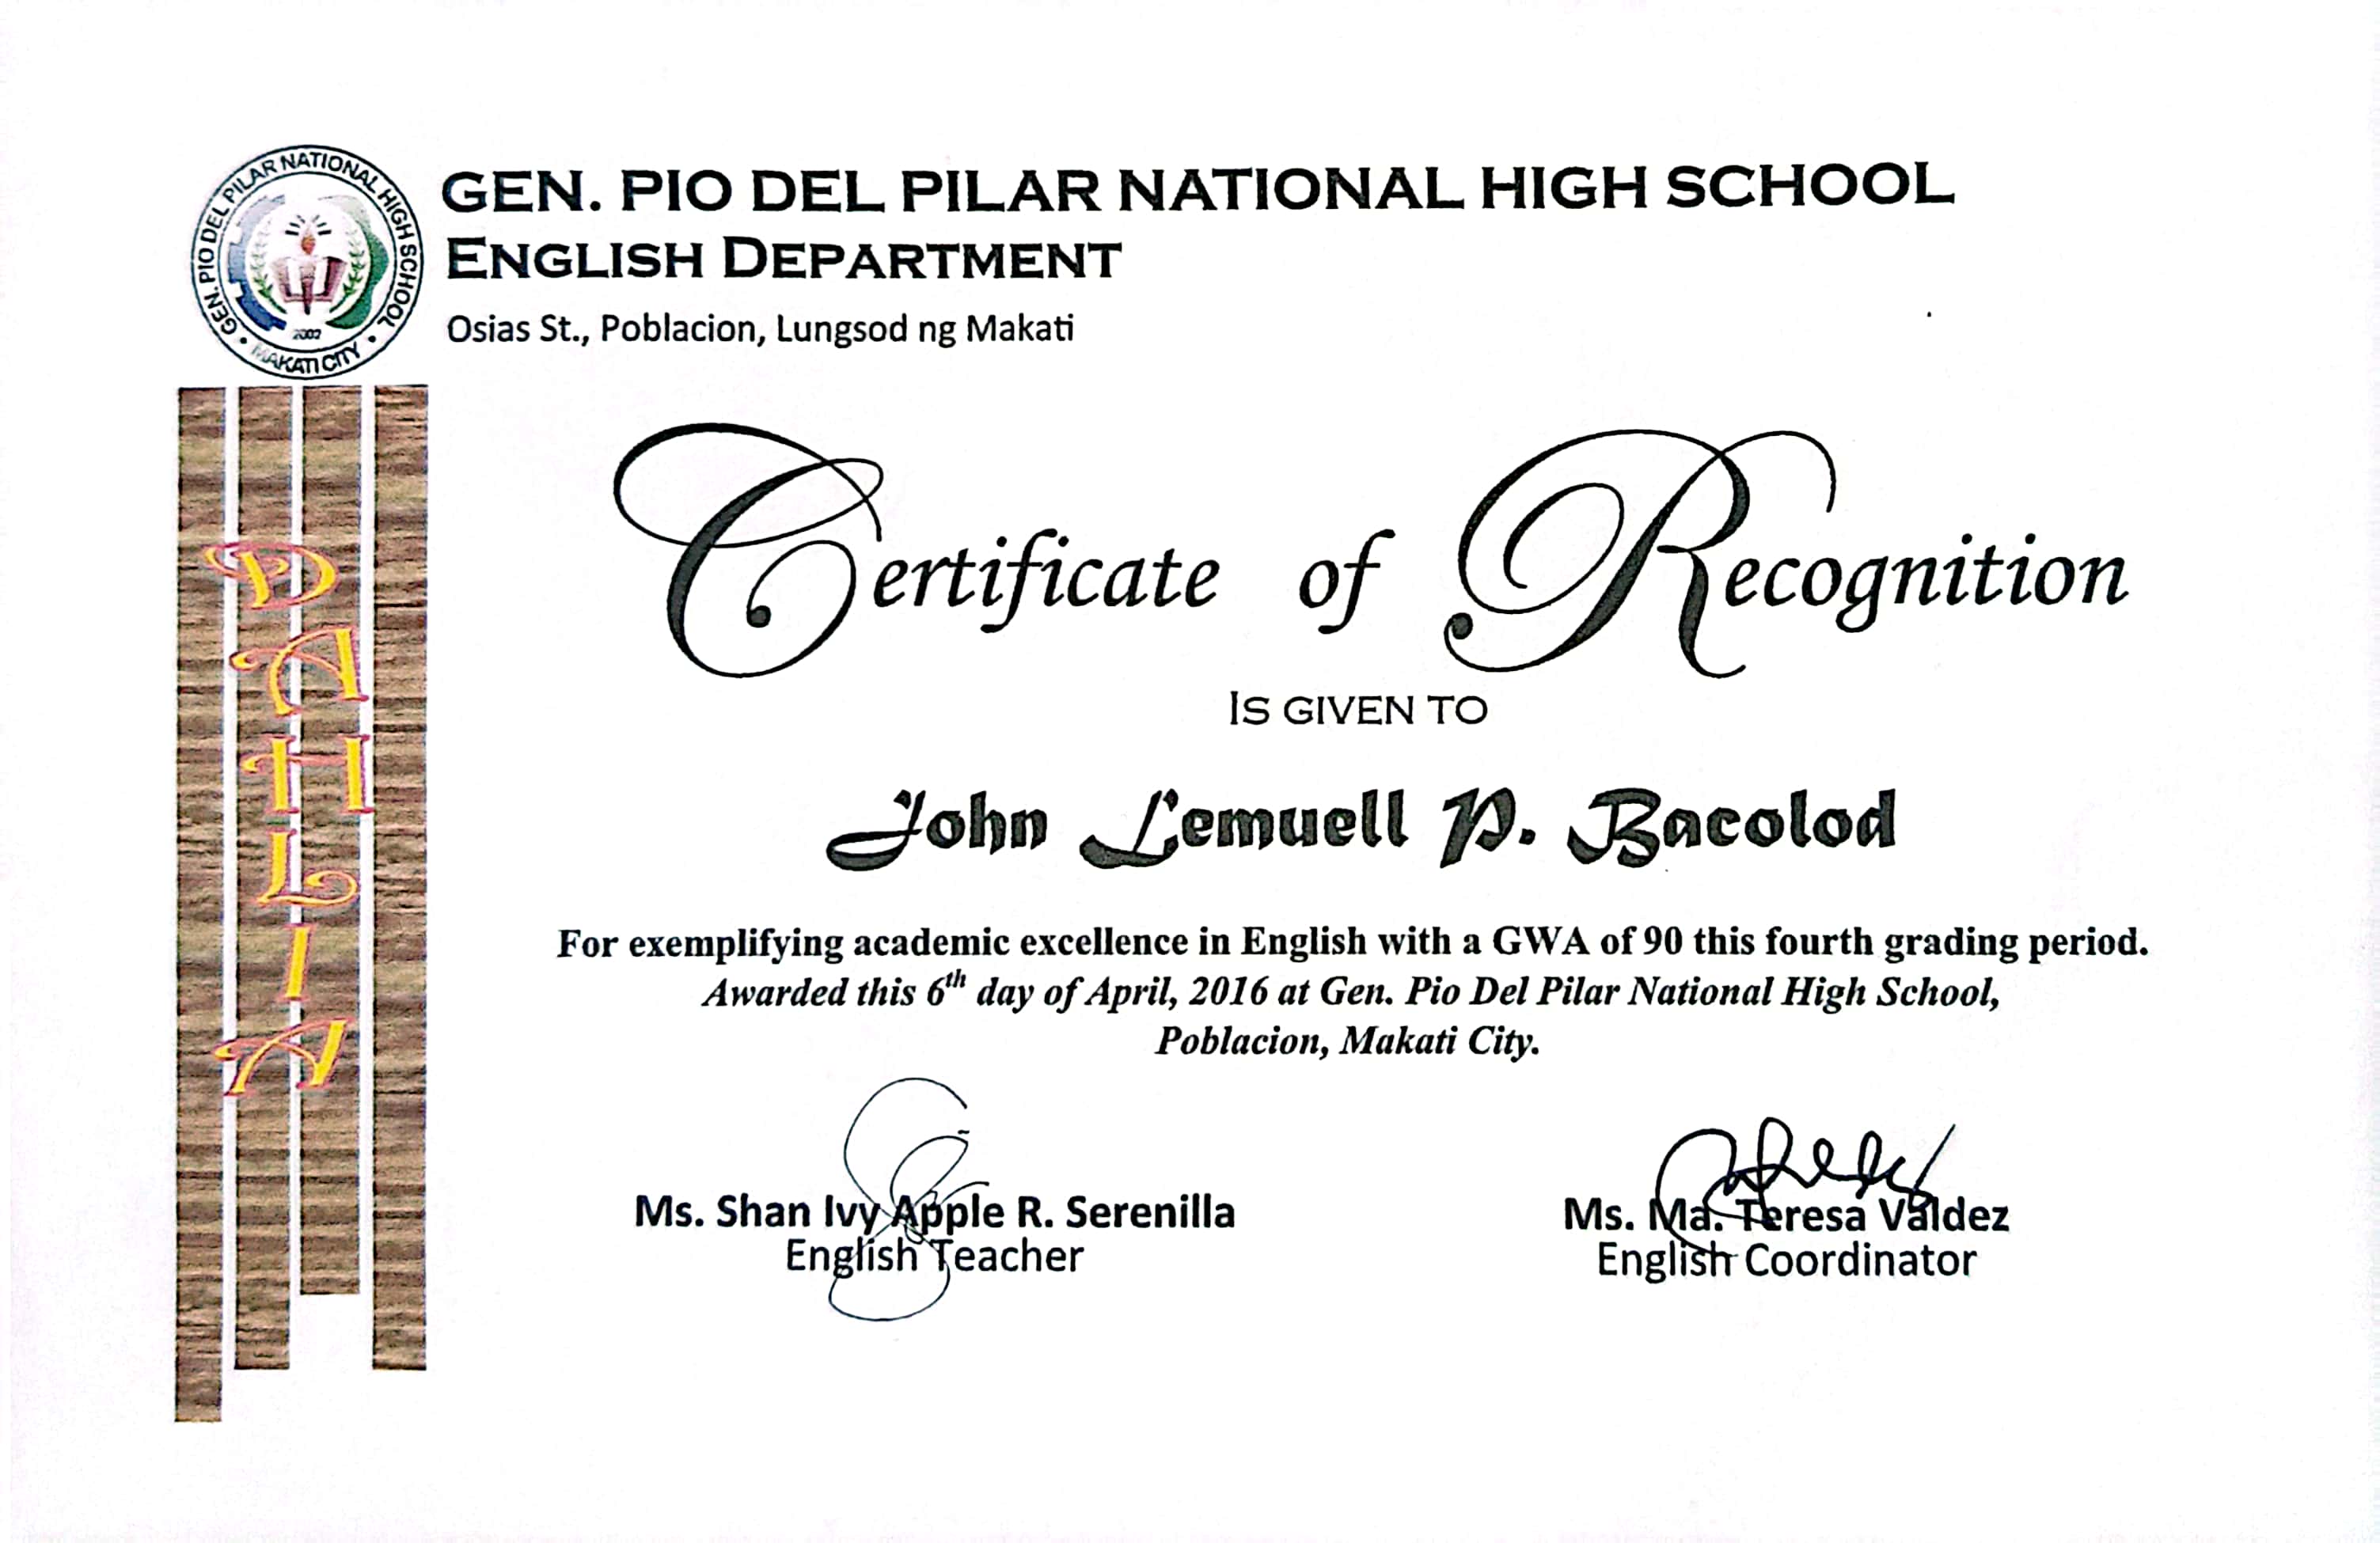 GEN. PIO DEL PILAR NATIONAL HIGH SCHOOL
• MAKATI CITY •
2002
GEN. PIO DEL PILAR NATIONAL HIGH SCHOOL
ENGLISH DEPARTMENT
Osias St., Poblacion, Lungsod ng Makati
DAHLIA
Certificate of Recognition
IS GIVEN TO
John Lemuell P. Bacolod
For exemplifying academic excellence in English with a GWA of 90 this fourth grading period.
Awarded this 6th day of April, 2016 at Gen. Pio Del Pilar National High School,
Poblacion, Makati City.
Ms. Shan Ivy Apple R. Serenilla
English Teacher
Ms. Ma. Teresa Valdez
English Coordinator